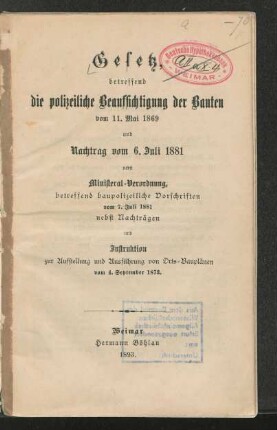 Gesetz,
betreffend
die polizeiliche Beaufsichtigung der Bauten
vom 11. Mai 1869
und
Nachtrag vom 6. Juli 1881
nebst
Ministerial-Verordnung,
betreffend baupolizeiliche Vorschriften
vom 7. Juli 1881
nebst Nachträgen
und
Instruktion
zur Aufstellung und Ausführung von Orts-Bauplänen
vom 4. September 1873.
Weimar
Hermann Böhlau
1893.
WEIMAR